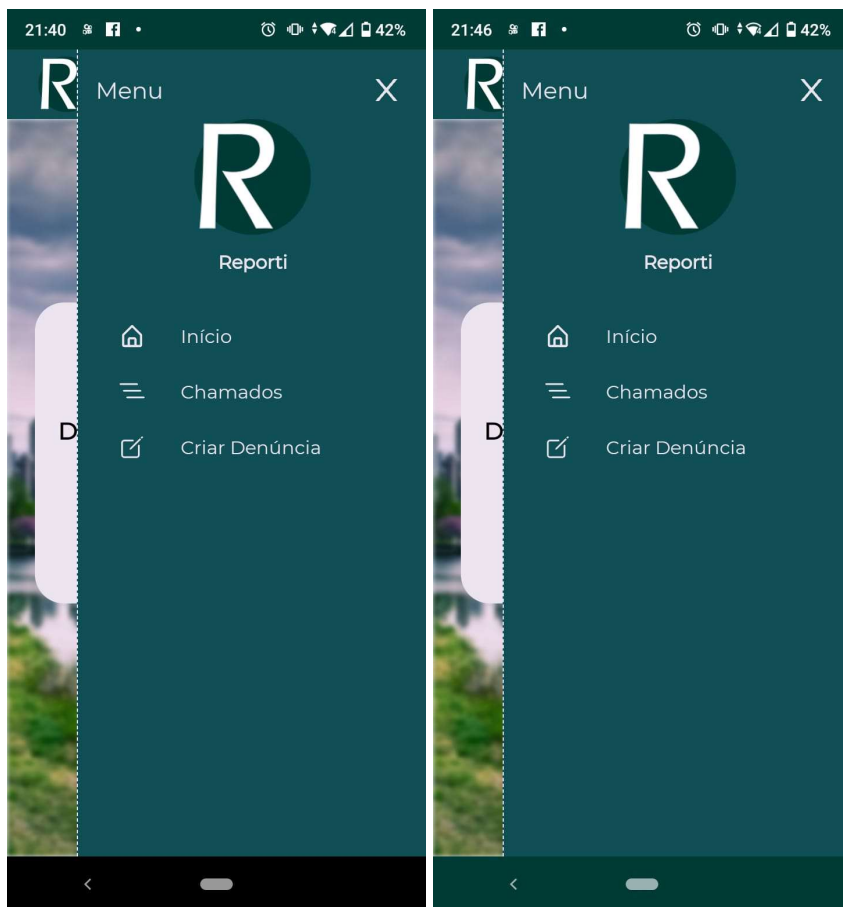 21:40
42%
R
Menu
X
R
Reporti
Início
Chamados
D
Criar Denúncia
21:46
42%
R
Menu
X
R
Reporti
Início
Chamados
D
Criar Denúncia